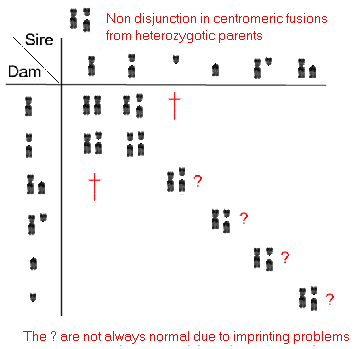 Non disjunction in centromeric fusions
from heterozygotic parents
Sire
Dam
?
?
?
?
The ? are not always normal due to imprinting problems